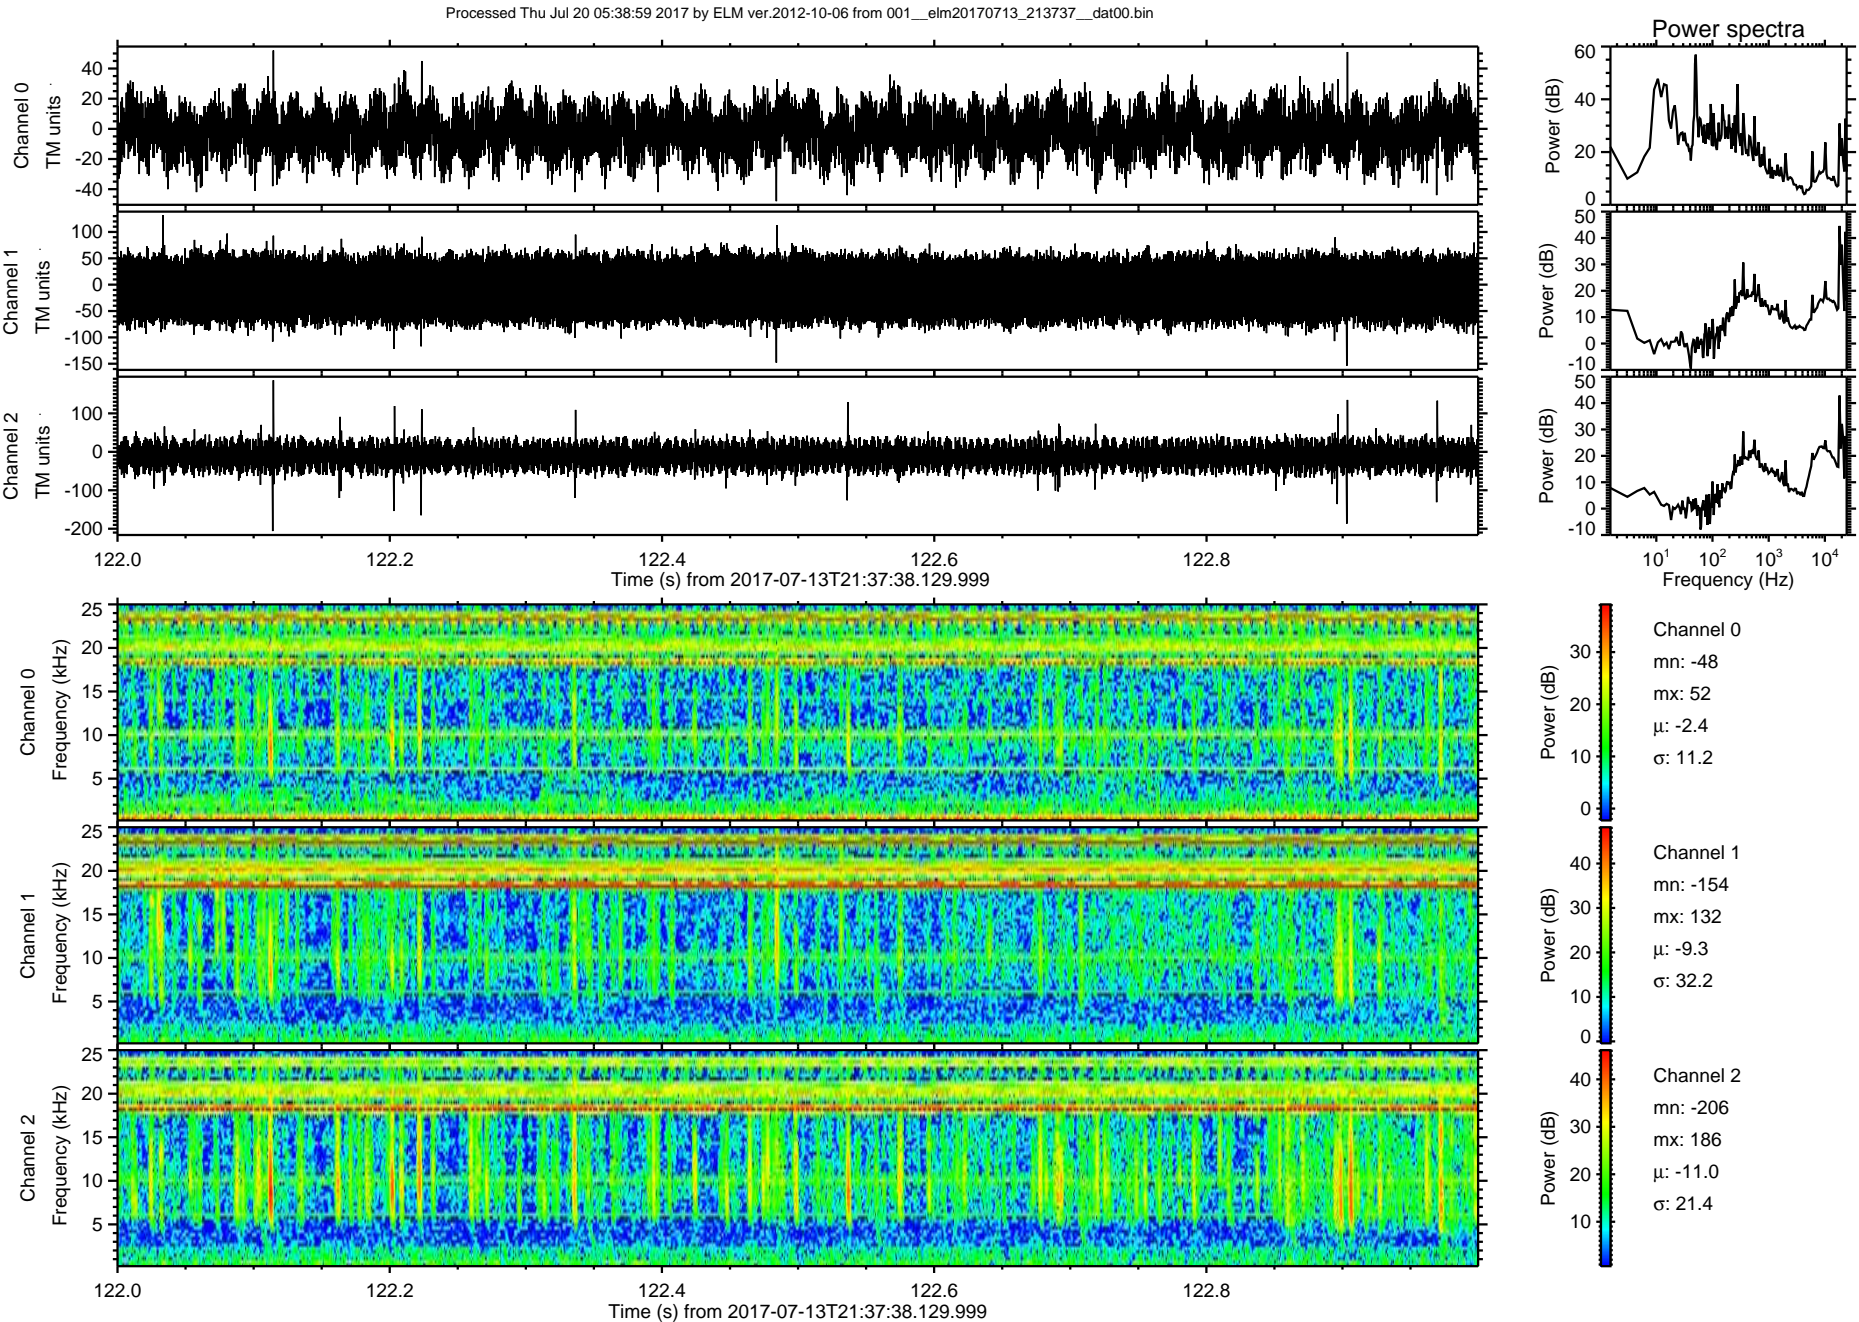 Processed Thu Jul 20 05:38:59 2017 by ELM ver.2012-10-06 from 001__elm20170713_213737__dat00.bin
Power spectra
Channel 0
TM units
40
20
0
-20
-40
Power (dB)
60
40
20
0
Channel 1
TM units
100
50
0
-50
-100
-150
Power (dB)
50
40
30
20
10
0
-10
Channel 2
TM units
100
0
-100
-200
Power (dB)
50
40
30
20
10
0
-10
122.0 122.2 122.4 122.6 122.8
Time (s) from 2017-07-13T21:37:38.129.999
10¹ 10² 10³ 10⁴
Frequency (Hz)
Channel 0
Frequency (kHz)
25
20
15
10
5
Power (dB)
30
20
10
0
Channel 0
mn: -48
mx: 52
μ: -2.4
σ: 11.2
Channel 1
Frequency (kHz)
25
20
15
10
5
Power (dB)
40
30
20
10
0
Channel 1
mn: -154
mx: 132
μ: -9.3
σ: 32.2
Channel 2
Frequency (kHz)
25
20
15
10
5
Power (dB)
40
30
20
10
Channel 2
mn: -206
mx: 186
μ: -11.0
σ: 21.4
122.0 122.2 122.4 122.6 122.8
Time (s) from 2017-07-13T21:37:38.129.999